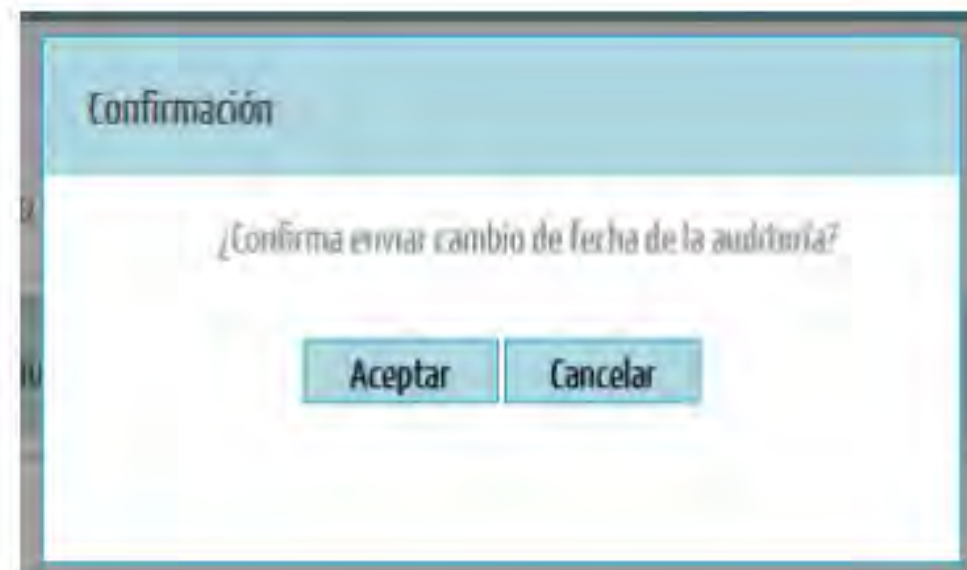 Confirmación
¿Confirma enviar cambio de fecha de la auditoría?
Aceptar Cancelar